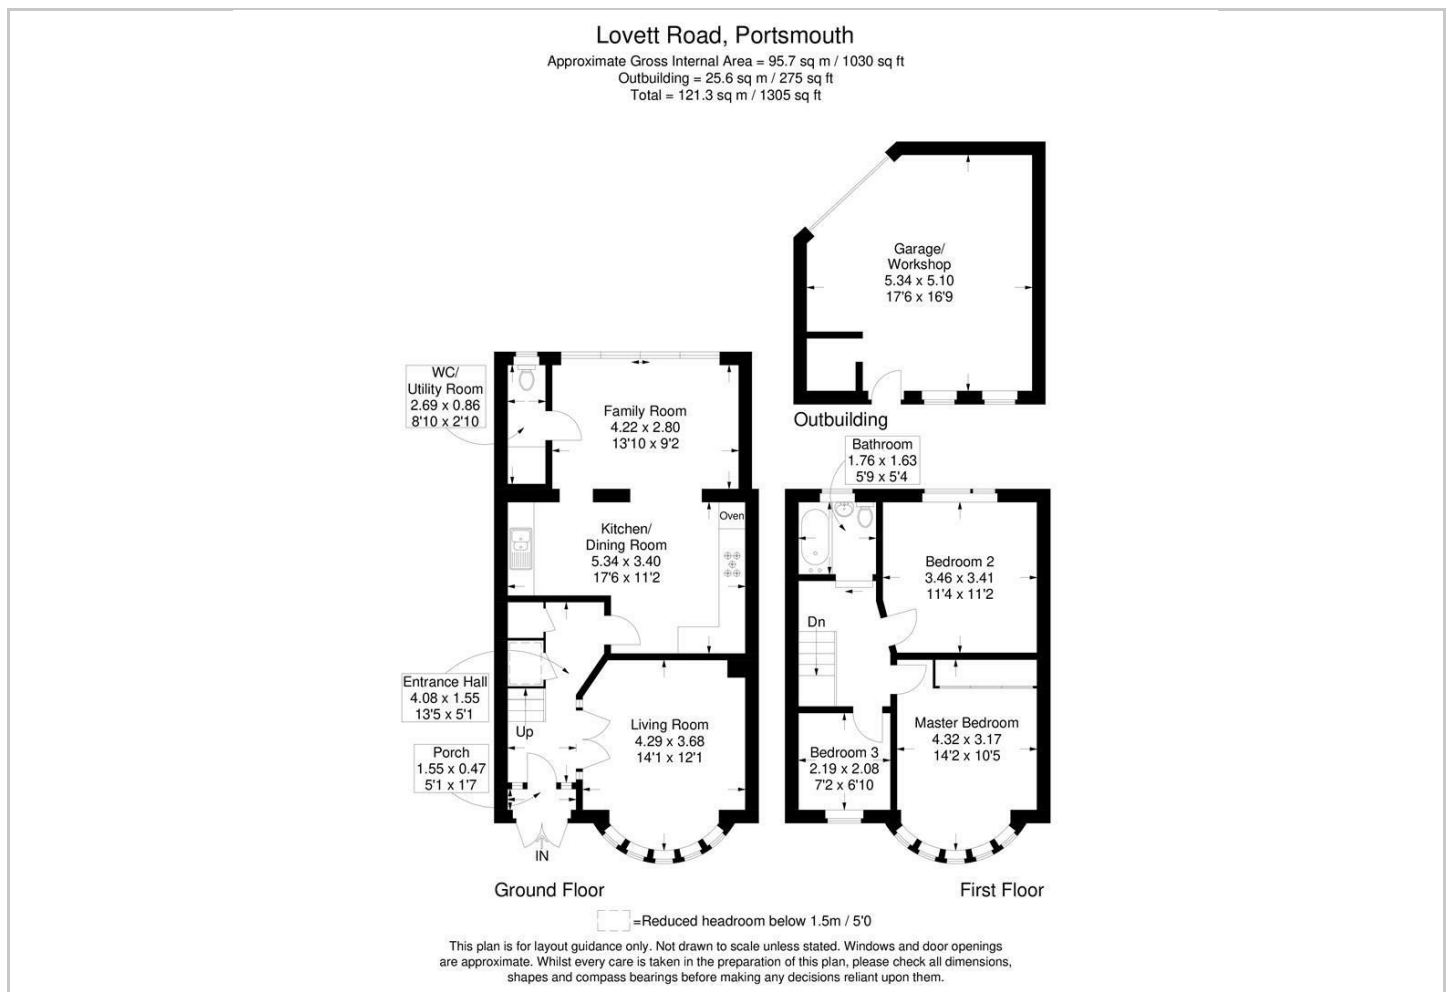 Lovett Road, Portsmouth
Approximate Gross Internal Area = 95.7 sq m / 1030 sq ft
Outbuilding = 25.6 sq m / 275 sq ft
Total = 121.3 sq m / 1305 sq ft
Garage/
Workshop
5.34 x 5.10
17'6 x 16'9
Outbuilding
WC/
Utility Room
2.69 x 0.86
8'10 x 2'10
Family Room
4.22 x 2.80
13'10 x 9'2
Kitchen/
Dining Room
5.34 x 3.40
17'6 x 11'2
Oven
Entrance Hall
4.08 x 1.55
13'5 x 5'1
Up
Porch
1.55 x 0.47
5'1 x 1'7
Living Room
4.29 x 3.68
14'1 x 12'1
IN
Ground Floor
Bathroom
1.76 x 1.63
5'9 x 5'4
Bedroom 2
3.46 x 3.41
11'4 x 11'2
Dn
Master Bedroom
4.32 x 3.17
14'2 x 10'5
Bedroom 3
2.19 x 2.08
7'2 x 6'10
First Floor
=Reduced headroom below 1.5m / 5'0
This plan is for layout guidance only. Not drawn to scale unless stated. Windows and door openings
are approximate. Whilst every care is taken in the preparation of this plan, please check all dimensions,
shapes and compass bearings before making any decisions reliant upon them.